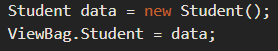 Student data = new Student();
ViewBag.Student = data;